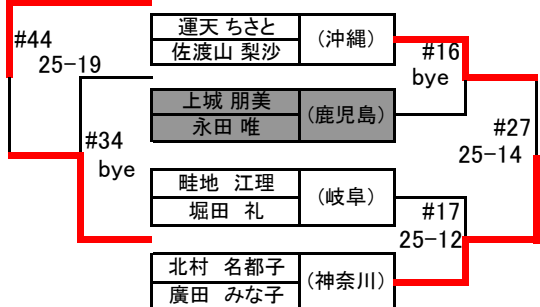 #44
25-19
#34
bye
運天 ちさと
佐渡山 梨沙
（沖縄）
上城 朋美
永田 唯
（鹿児島）
畦地 江理
堀田 礼
（岐阜）
北村 名都子
廣田 みな子
（神奈川）
#16
bye
#27
25-14
#17
25-12